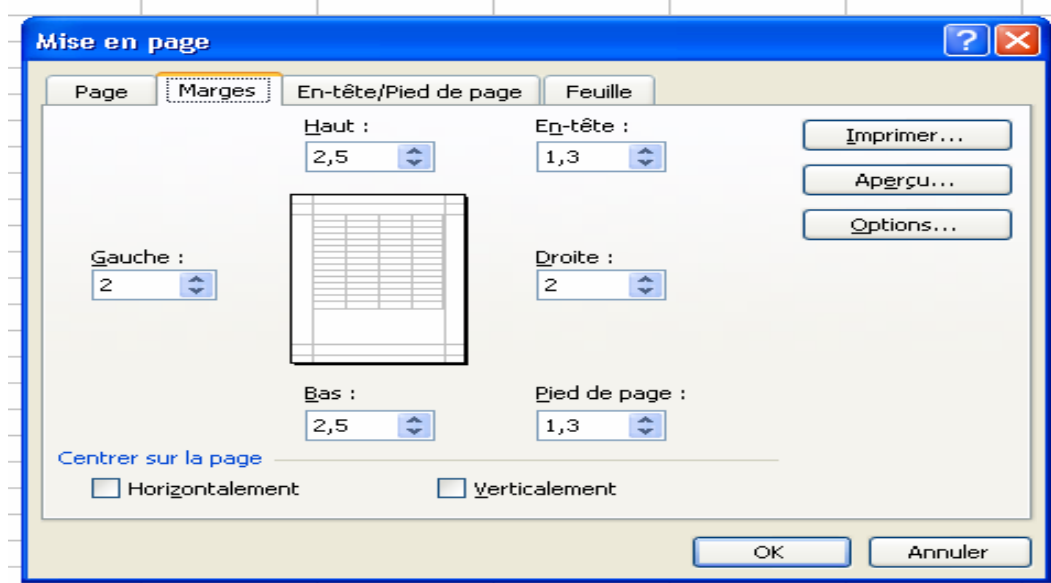 Mise en page
Page Marges En-tête/Pied de page Feuille
Haut : En-tête :
2,5 1,3
Imprimer...
Aperçu...
Options...
Gauche : Droite :
2 2
Bas : Pied de page :
2,5 1,3
Centrer sur la page
Horizontalement Verticalement
OK Annuler